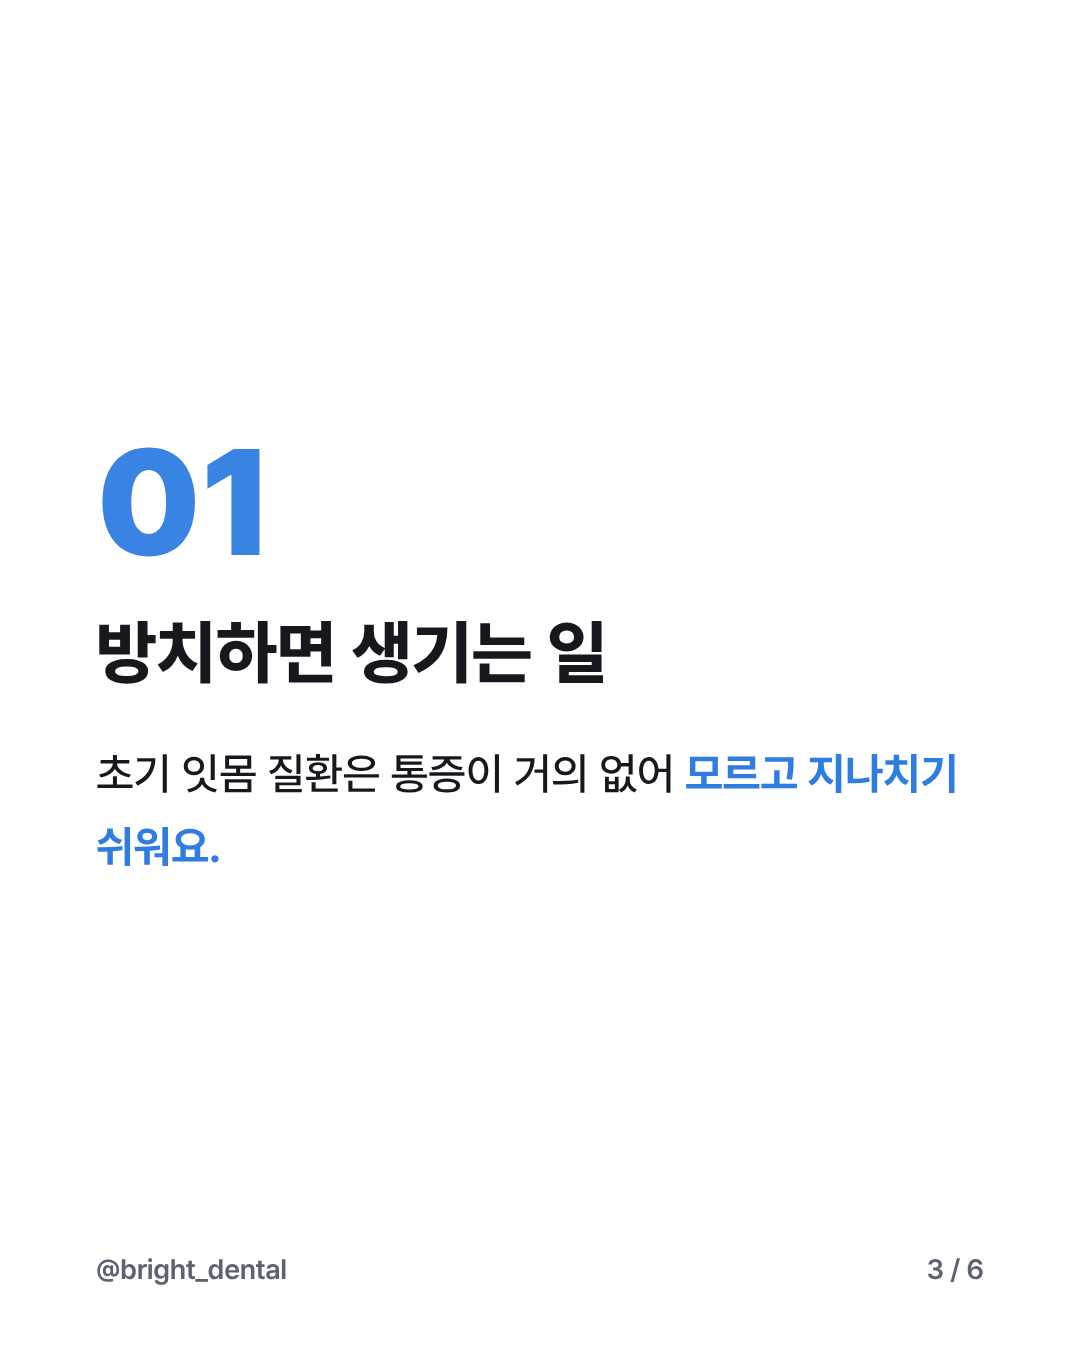 01
방치하면 생기는 일
초기 잇몸 질환은 통증이 거의 없어 모르고 지나치기
쉬워요.
@bright_dental
3 / 6